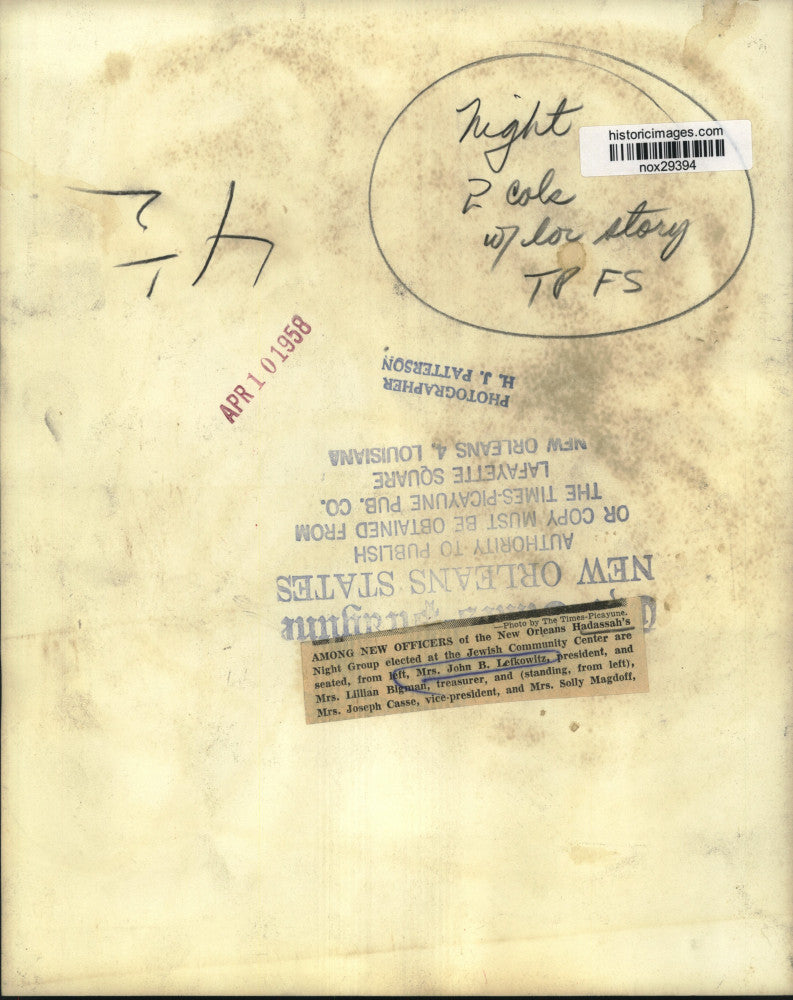 Night
2 cols
w/ loc story
TP FS
historicimages.com
nox29394
APR 10 1958
PHOTOGRAPHER
H. J. PATTERSON
NEW ORLEANS STATES
AUTHORITY TO PUBLISH
OR COPY MUST BE OBTAINED FROM
THE TIMES-PICAYUNE PUB. CO.
LAFAYETTE SQUARE
NEW ORLEANS 4, LOUISIANA
—Photo by The Times-Picayune.
AMONG NEW OFFICERS of the New Orleans Hadassah's
Night Group elected at the Jewish Community Center are
seated, from left, Mrs. John B. Lefkowitz, president, and
Mrs. Lillian Bigman, treasurer, and (standing, from left),
Mrs. Joseph Casse, vice-president, and Mrs. Solly Magdoff,